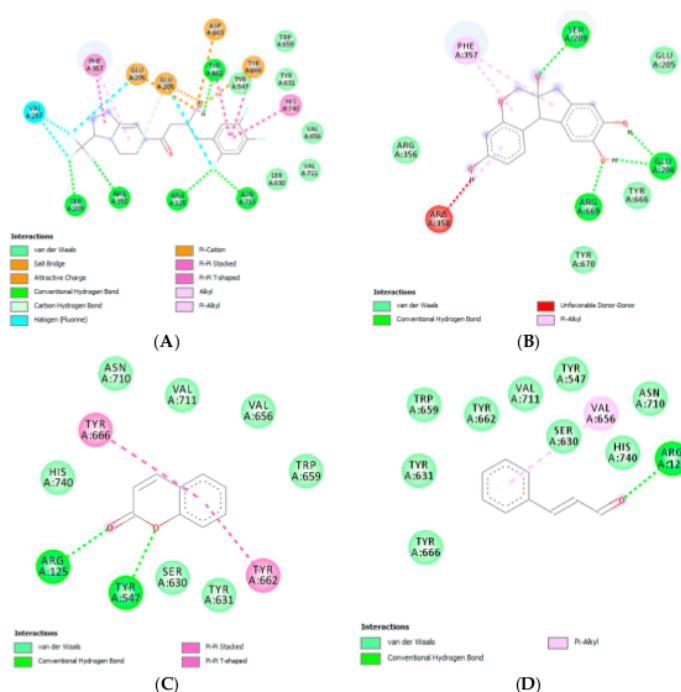 ASP
A:663
TRP
A:659
PHE
A:357
GLU
A:206
GLU
A:205
TYR
A:662
TYR
A:666
TYR
A:547
TYR
A:631
HIS
A:740
VAL
A:207
VAL
A:656
VAL
A:711
SER
A:630
SER
A:209
ARG
ARG
A:125
ASN
A:710
Interactions
van der Waals
Salt Bridge
Attractive Charge
Conventional Hydrogen Bond
Carbon Hydrogen Bond
Halogen (Fluorine)
Pi-Cation
Pi-Pi Stacked
Pi-Pi T-shaped
Alkyl
Pi-Alkyl
(A)
SER
A:209
PHE
A:357
GLU
A:205
O
O
H
ARG
A:356
H
O
H
GLU
A:206
ARG
A:358
ARG
A:669
TYR
A:666
TYR
A:670
Interactions
van der Waals
Conventional Hydrogen Bond
Unfavorable Donor-Donor
Pi-Alkyl
(B)
ASN
A:710
VAL
A:711
VAL
A:656
TYR
A:666
TRP
A:659
HIS
A:740
O
O
ARG
A:125
TYR
A:547
SER
A:630
TYR
A:631
TYR
A:662
Interactions
van der Waals
Conventional Hydrogen Bond
Pi-Pi Stacked
Pi-Pi T-shaped
(C)
TRP
A:659
TYR
A:662
VAL
A:711
TYR
A:547
VAL
A:656
ASN
A:710
SER
A:630
HIS
A:740
ARG
A:12
TYR
A:631
O
TYR
A:666
Interactions
van der Waals
Conventional Hydrogen Bond
Pi-Alkyl
(D)